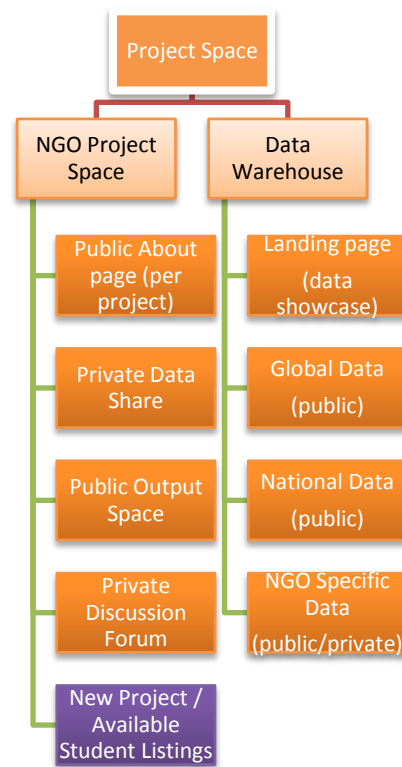 Project Space
NGO Project
Space
Public About
page (per
project)
Private Data
Share
Public Output
Space
Private
Discussion
Forum
New Project /
Available
Student Listings
Data
Warehouse
Landing page
(data
showcase)
Global Data
(public)
National Data
(public)
NGO Specific
Data
(public/private)